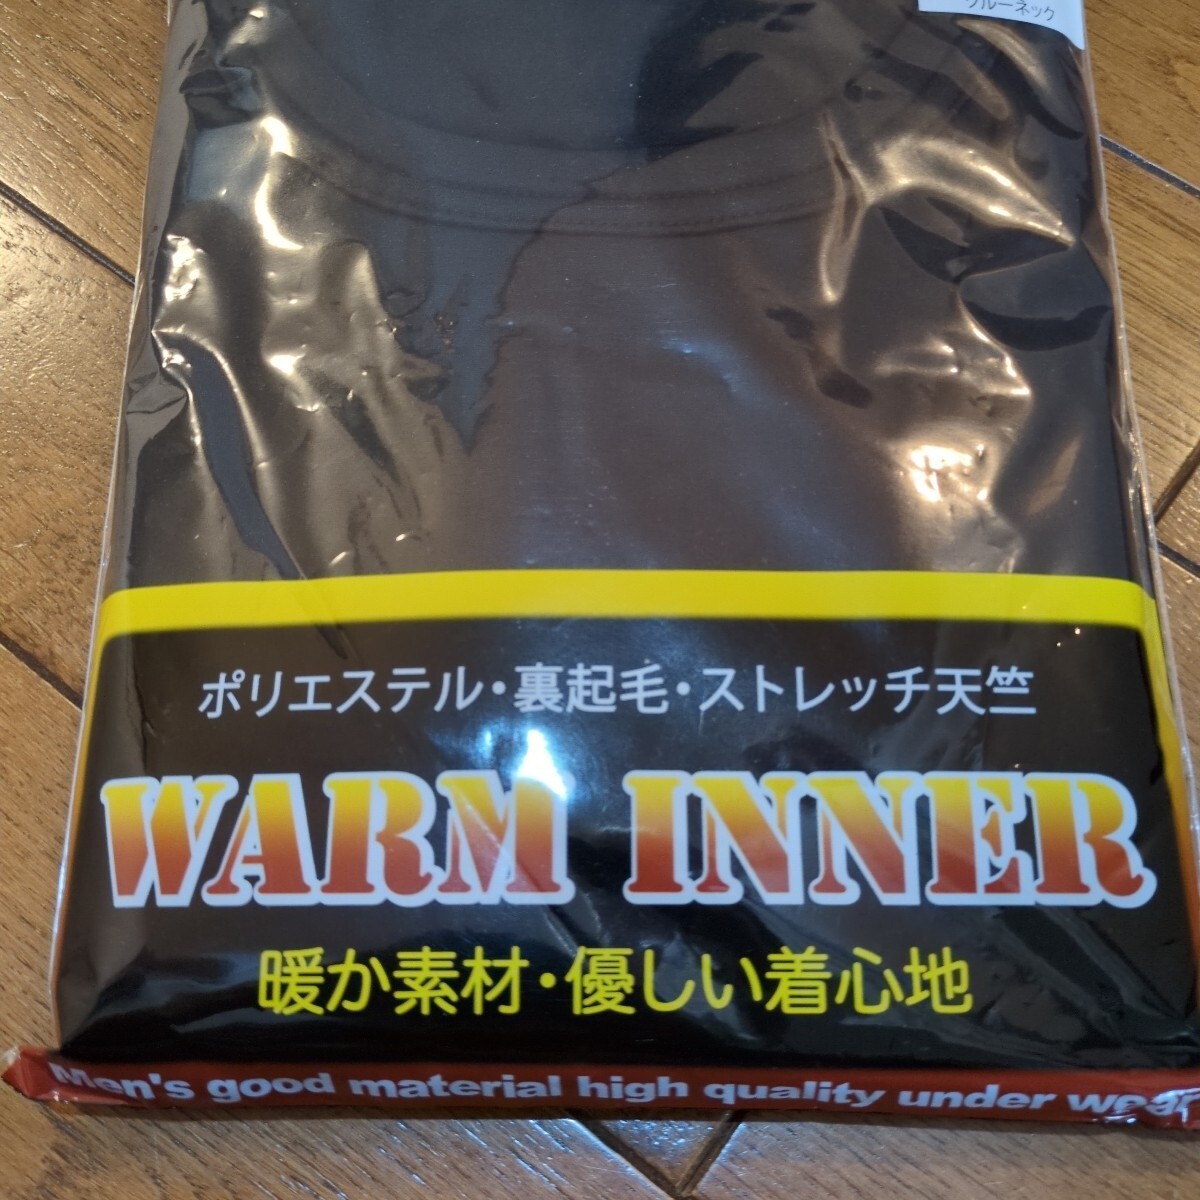 クルーネック
ポリエステル・裏起毛・ストレッチ天竺
WARM INNER
暖か素材・優しい着心地
Men's good material high quality under wear